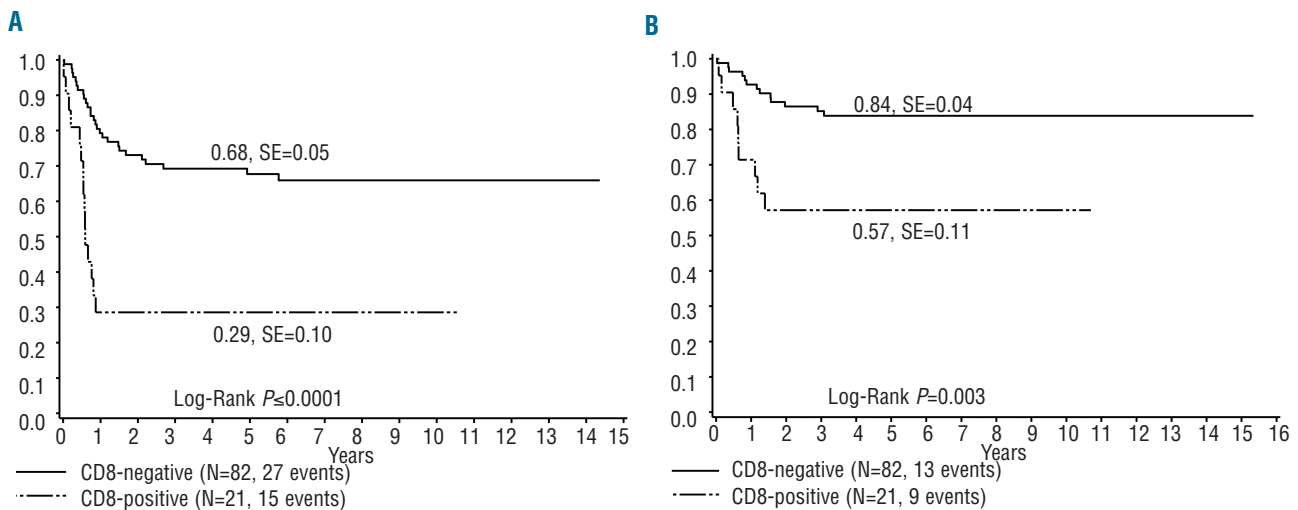 A
1.0
0.9
0.8
0.7
0.6
0.5
0.4
0.3
0.2
0.1
0.0
0.68, SE=0.05
0.29, SE=0.10
Log-Rank P≤0.0001
0 1 2 3 4 5 6 7 8 9 10 11 12 13 14 15
Years
CD8-negative (N=82, 27 events)
CD8-positive (N=21, 15 events)
B
1.0
0.9
0.8
0.7
0.6
0.5
0.4
0.3
0.2
0.1
0.0
0.84, SE=0.04
0.57, SE=0.11
Log-Rank P=0.003
0 1 2 3 4 5 6 7 8 9 10 11 12 13 14 15 16
Years
CD8-negative (N=82, 13 events)
CD8-positive (N=21, 9 events)